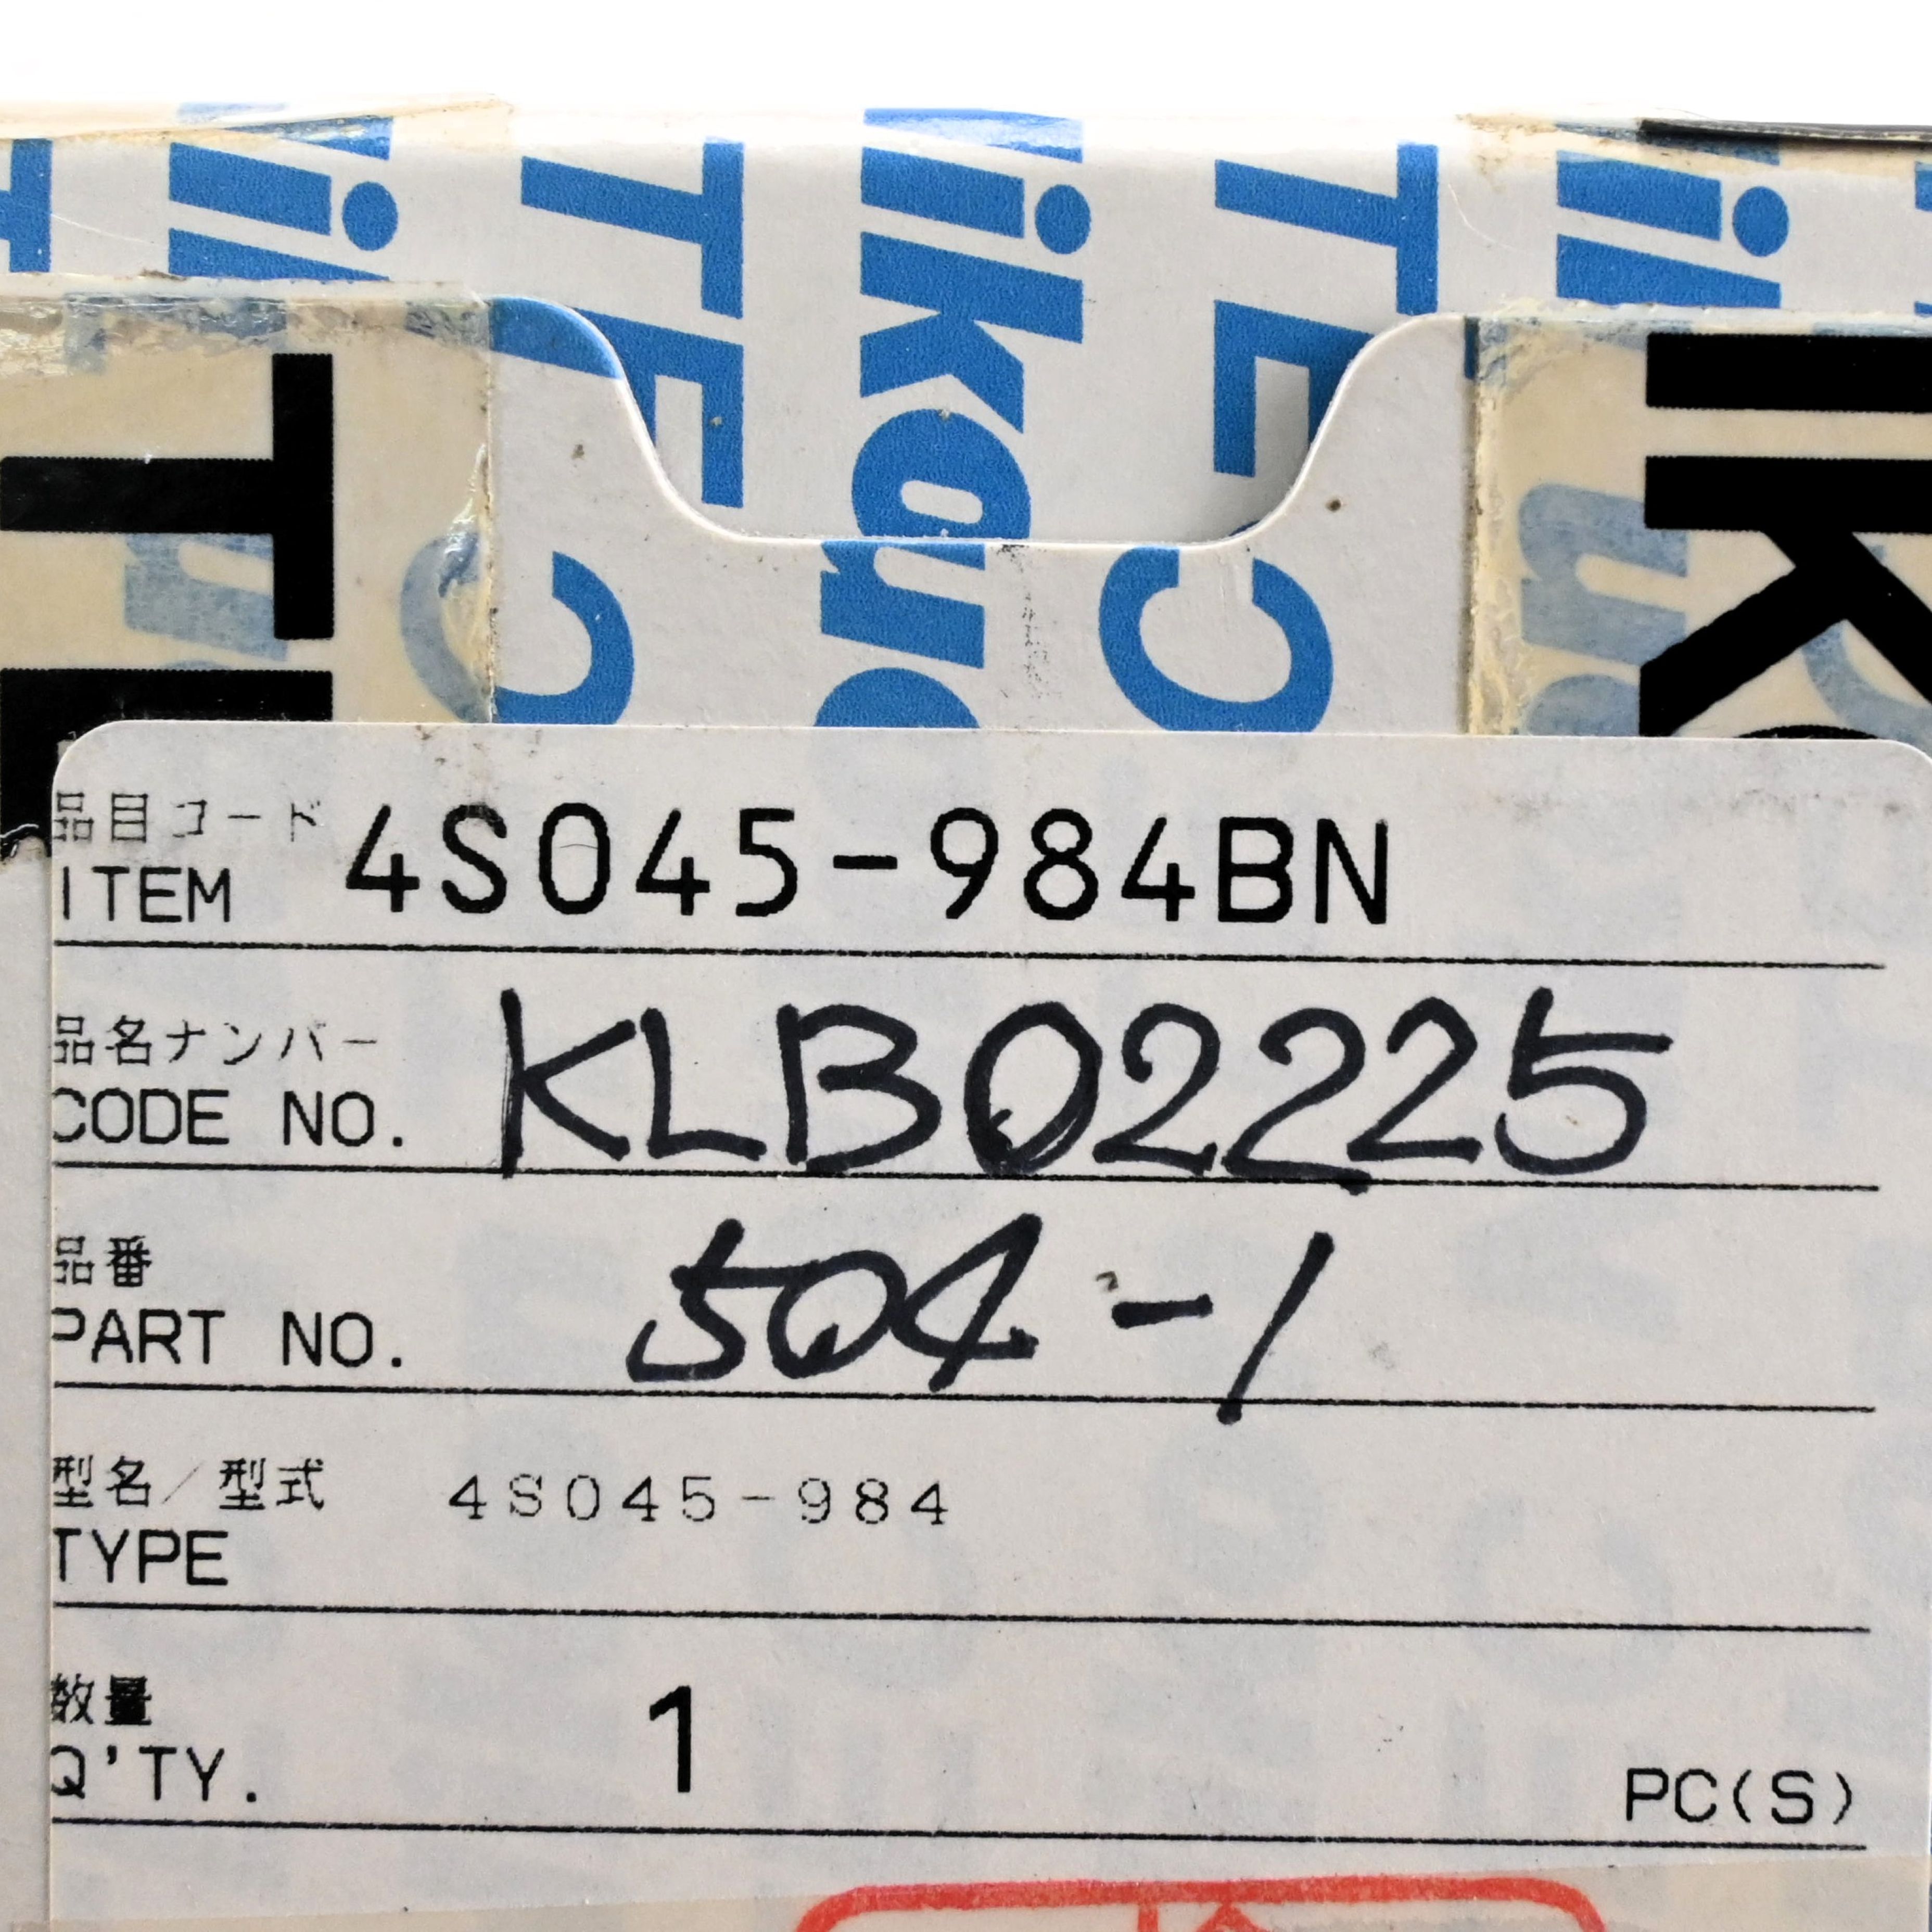 品目コード
ITEM 4S045-984BN
品名ナンバー
CODE NO. KLB02225
品番
PART NO. 504-1
型名/型式 4S045-984
TYPE
数量
Q'TY. 1 PC(S)